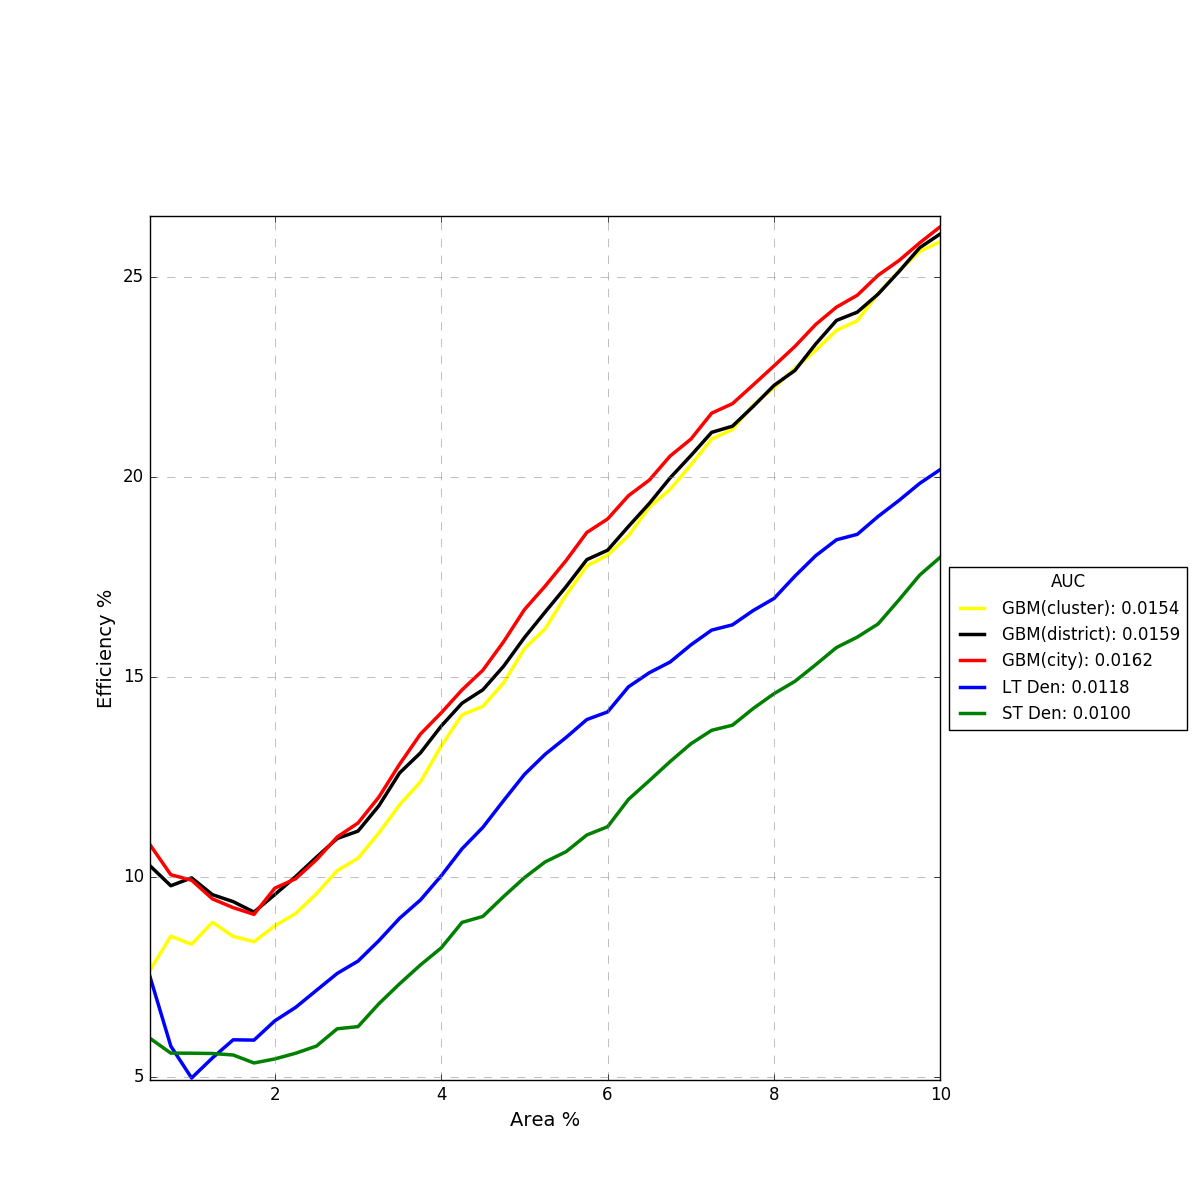 25
20
15
10
5
Efficiency %
2 4 6 8 10
Area %
AUC
GBM(cluster): 0.0154
GBM(district): 0.0159
GBM(city): 0.0162
LT Den: 0.0118
ST Den: 0.0100